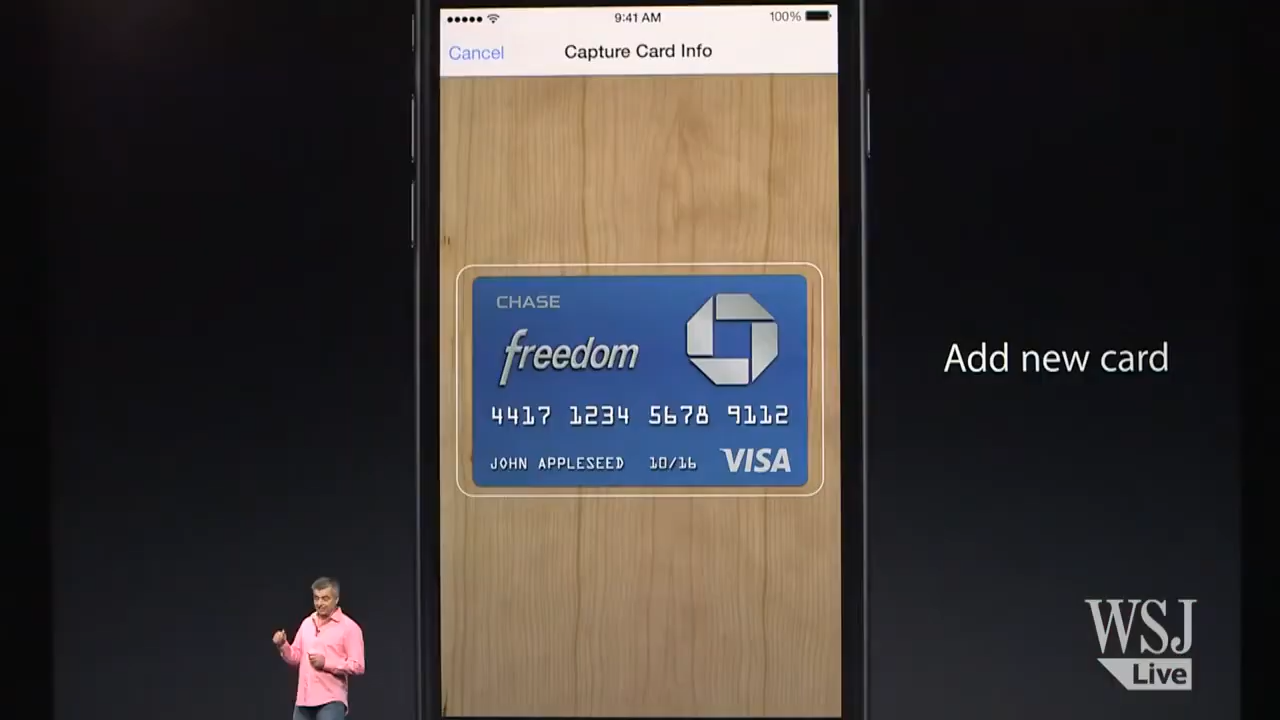 9:41 AM
100%
Cancel
Capture Card Info
CHASE
freedom
4417 1234 5678 9112
JOHN APPLESEED 10/16
VISA
Add new card
WSJ
Live